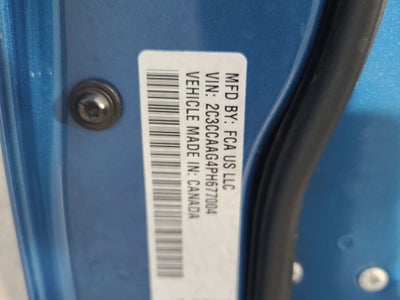 MFD BY: FCA US LLC
VIN: 2C3CCAAG4PH677004
VEHICLE MADE IN: CANADA